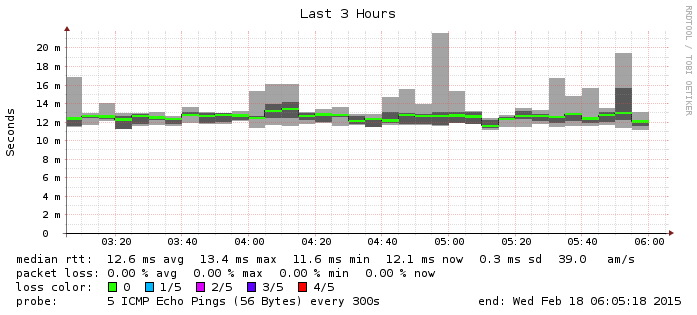 Last 3 Hours
RRDTOOL / TOBI OETIKER
Seconds
20 m
18 m
16 m
14 m
12 m
10 m
8 m
6 m
4 m
2 m
0
03:20 03:40 04:00 04:20 04:40 05:00 05:20 05:40 06:00
median rtt: 12.6 ms avg 13.4 ms max 11.6 ms min 12.1 ms now 0.3 ms sd 39.0 am/s
packet loss: 0.00 % avg 0.00 % max 0.00 % min 0.00 % now
loss color: 0 1/5 2/5 3/5 4/5
probe: 5 ICMP Echo Pings (56 Bytes) every 300s end: Wed Feb 18 06:05:18 2015